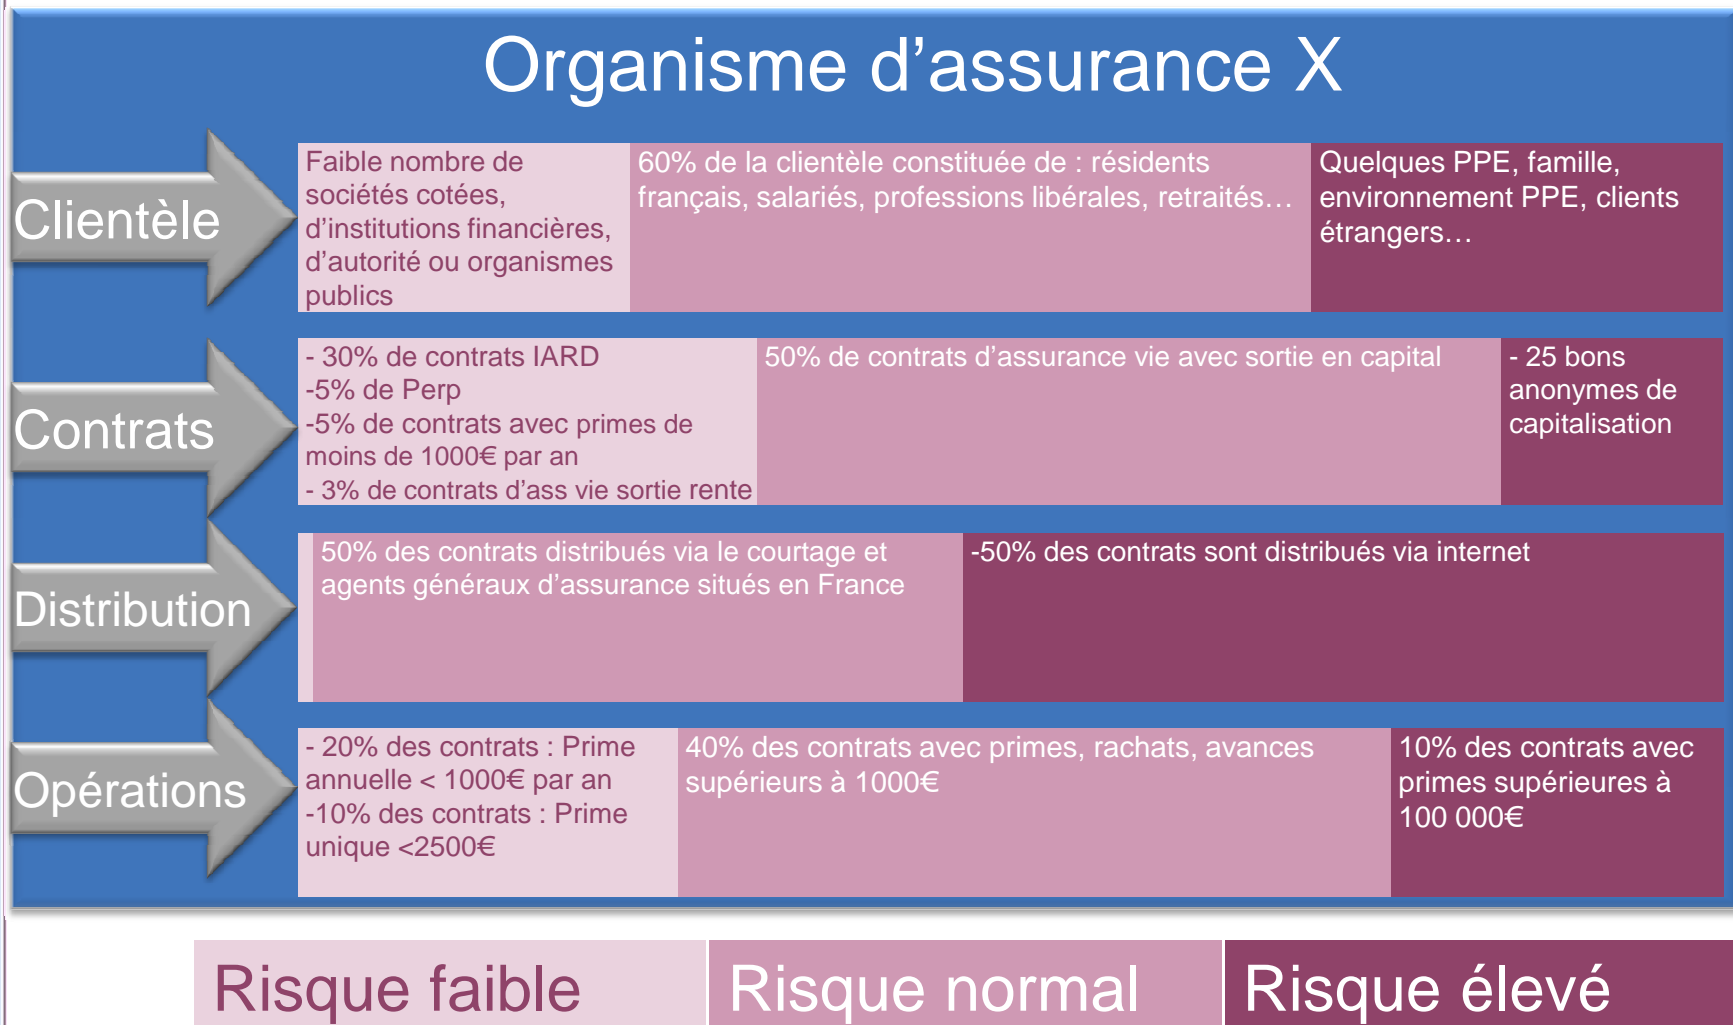 Organisme d’assurance X
Clientèle
Faible nombre de
sociétés cotées,
d’institutions financières,
d’autorité ou organismes
publics
60% de la clientèle constituée de : résidents
français, salariés, professions libérales, retraités…
Quelques PPE, famille,
environnement PPE, clients
étrangers…
Contrats
- 30% de contrats IARD
-5% de Perp
-5% de contrats avec primes de
moins de 1000€ par an
- 3% de contrats d’ass vie sortie rente
50% de contrats d’assurance vie avec sortie en capital
- 25 bons
anonymes de
capitalisation
Distribution
50% des contrats distribués via le courtage et
agents généraux d’assurance situés en France
-50% des contrats sont distribués via internet
Opérations
- 20% des contrats : Prime
annuelle < 1000€ par an
-10% des contrats : Prime
unique <2500€
40% des contrats avec primes, rachats, avances
supérieurs à 1000€
10% des contrats avec
primes supérieures à
100 000€
Risque faible
Risque normal
Risque élevé